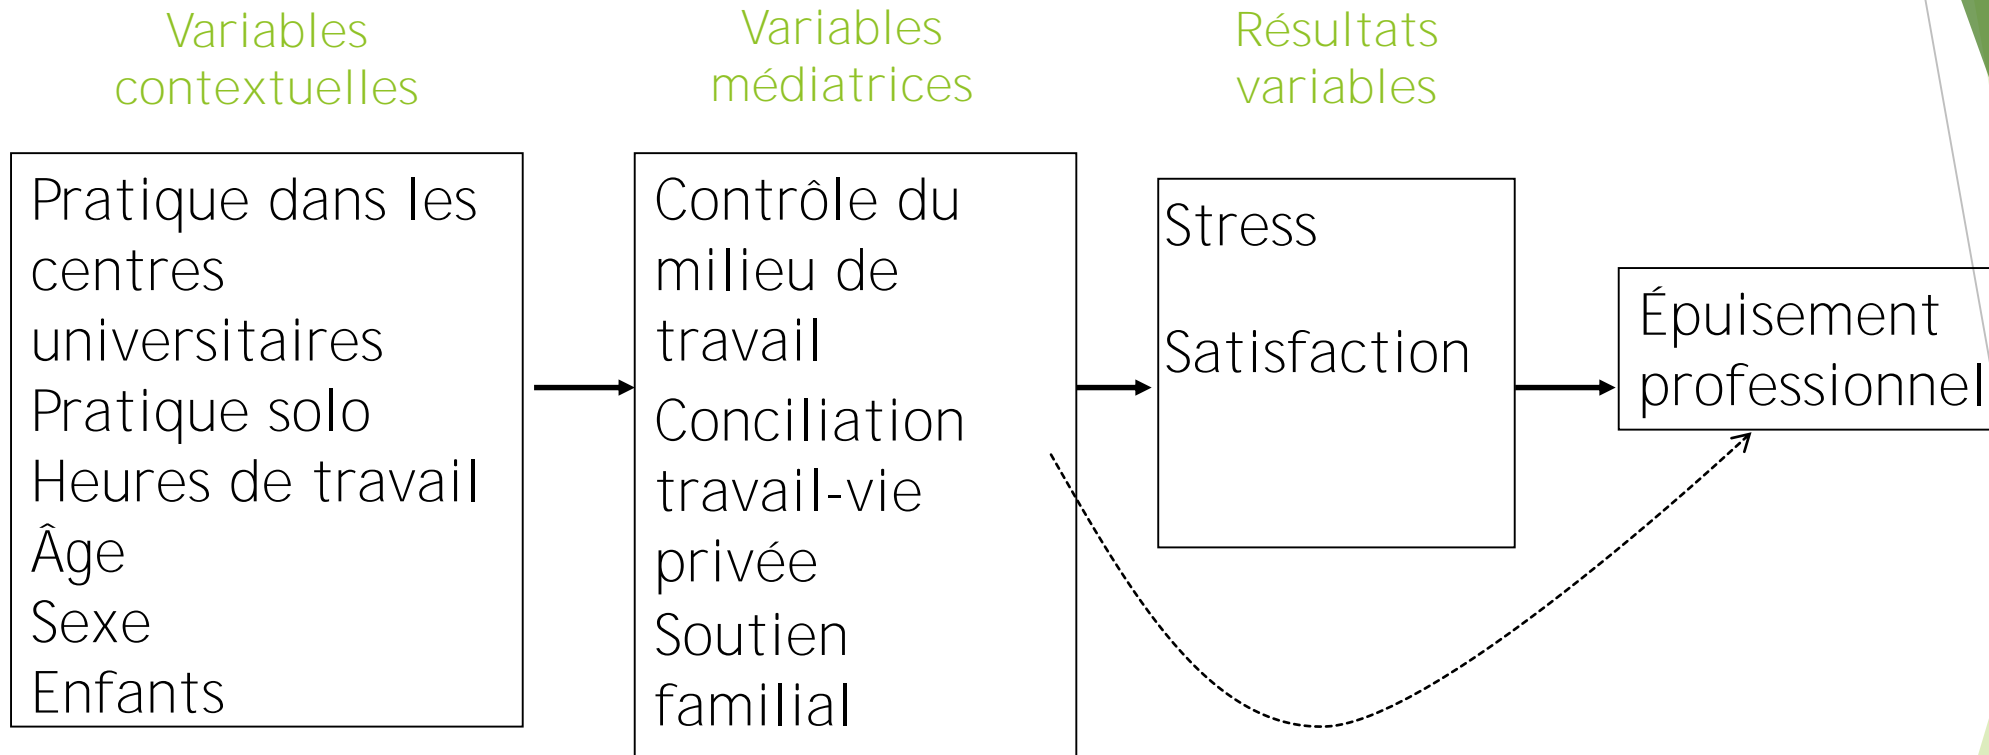 Variables
contextuelles
Variables
médiatrices
Résultats
variables
Pratique dans les
centres
universitaires
Pratique solo
Heures de travail
Âge
Sexe
Enfants
Contrôle du
milieu de
travail
Conciliation
travail-vie
privée
Soutien
familial
Stress
Satisfaction
Épuisement
professionnel